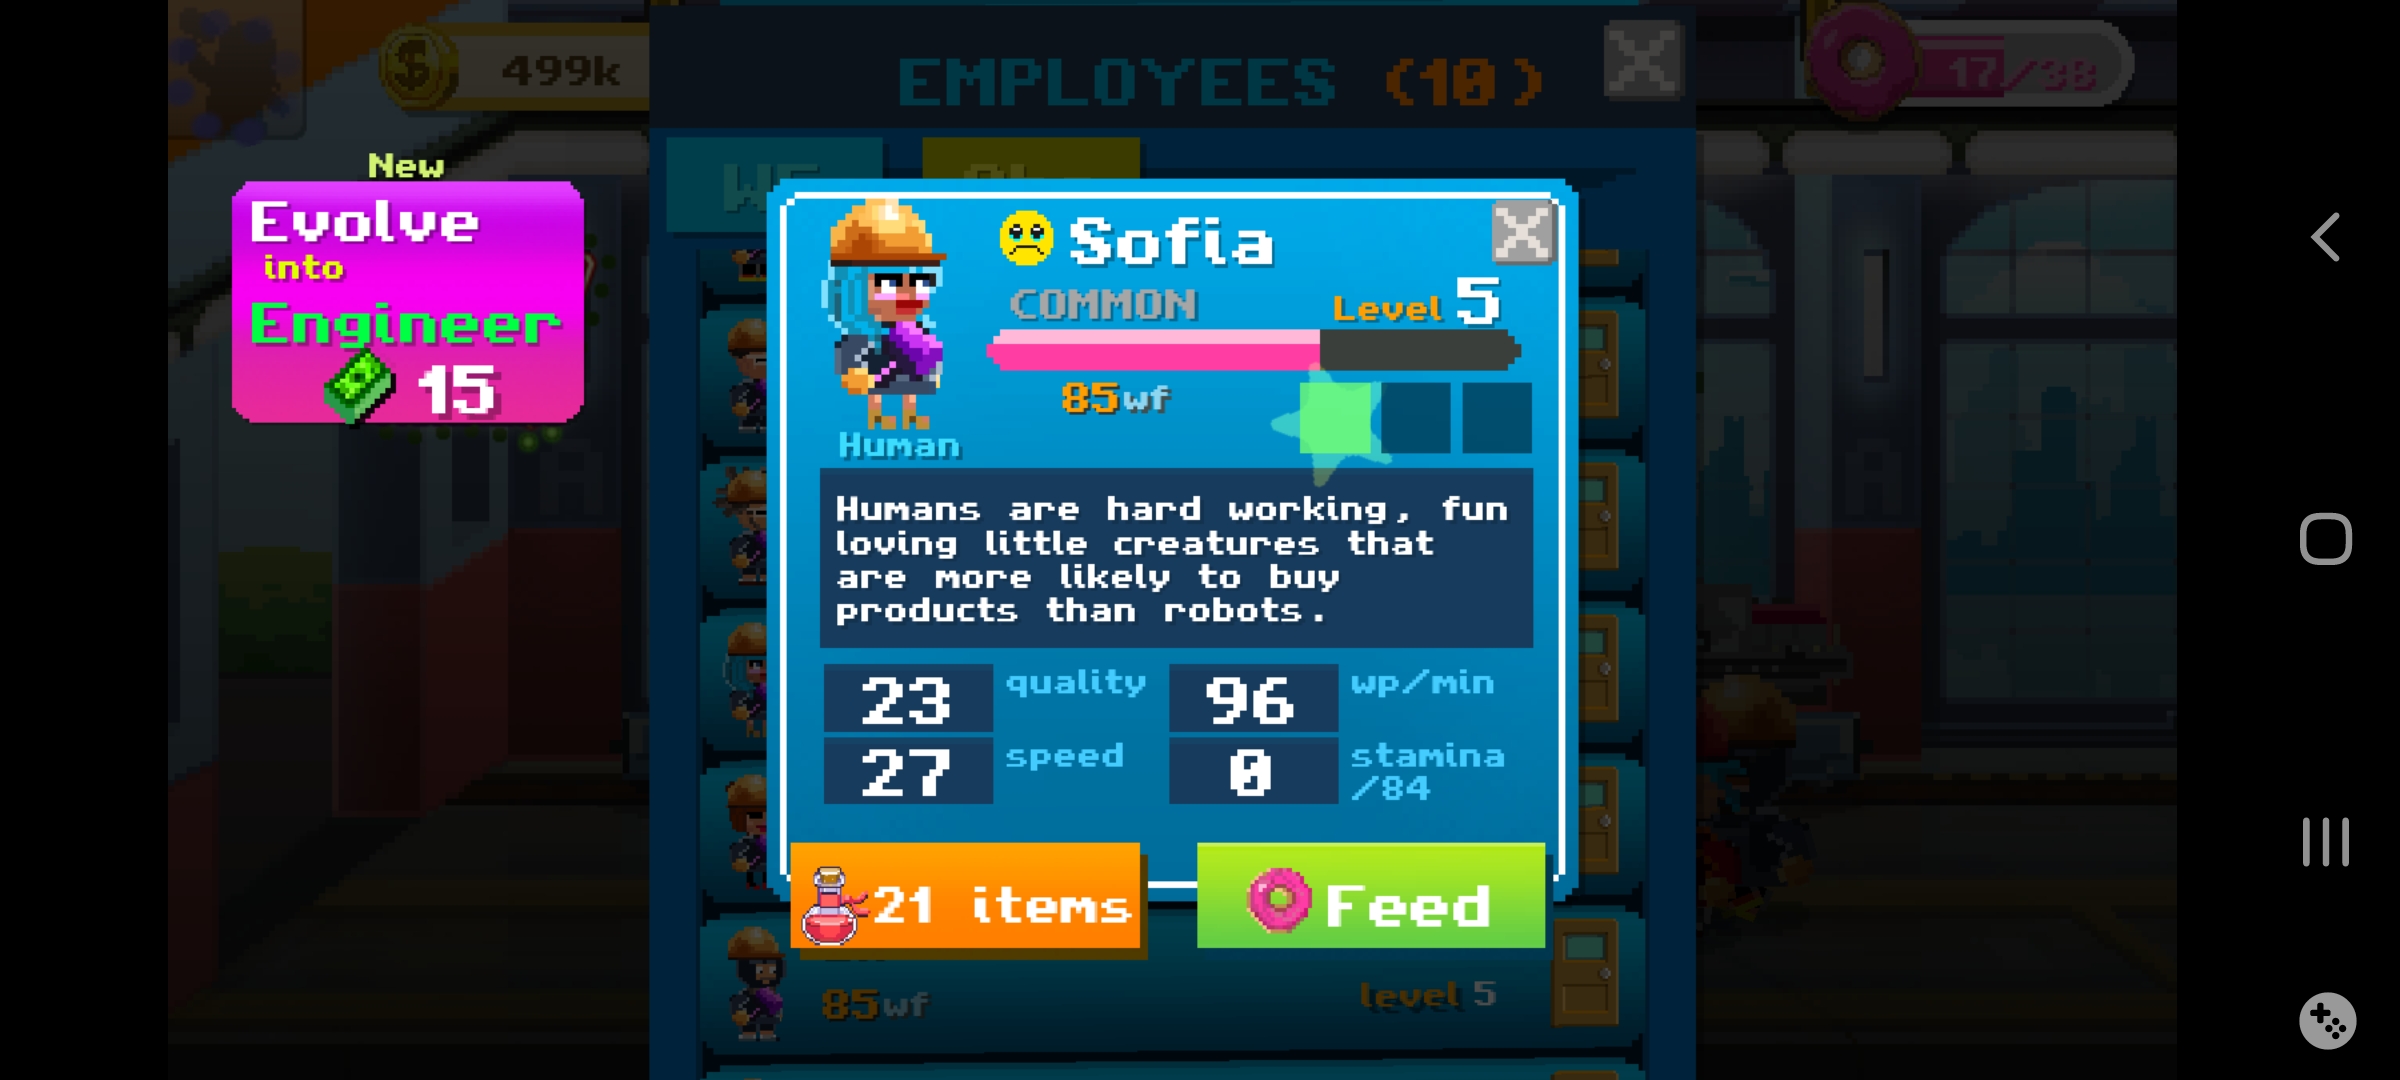 499k
EMPLOYEES (10)
17/38
New
Evolve
into
Engineer
15
Sofia
COMMON
Level 5
85wf
Human
Humans are hard working, fun
loving little creatures that
are more likely to buy
products than robots.
23 quality
96 wp/min
27 speed
0 stamina
/84
21 items
Feed
85wf
level 5